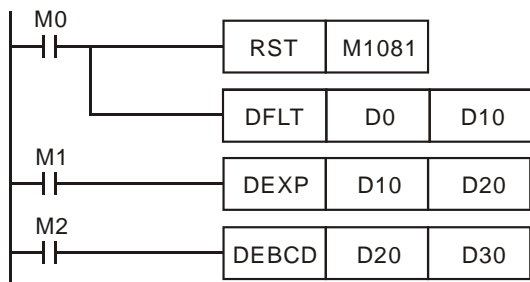 M0
RST M1081
DFLT D0 D10
M1
DEXP D10 D20
M2
DEBCD D20 D30